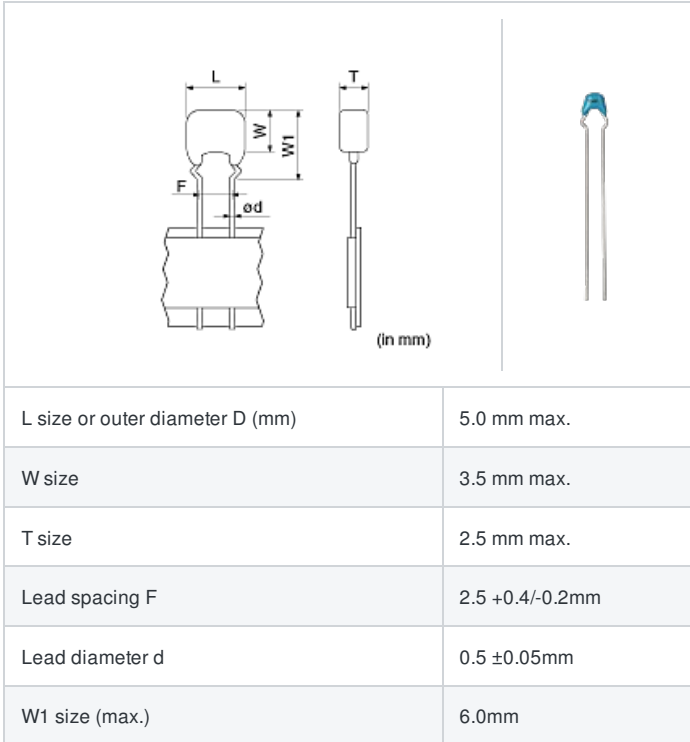 L
T
W
W1
F
ød
(in mm)
L size or outer diameter D (mm) 5.0 mm max.
W size 3.5 mm max.
T size 2.5 mm max.
Lead spacing F 2.5 +0.4/-0.2mm
Lead diameter d 0.5 ±0.05mm
W1 size (max.) 6.0mm